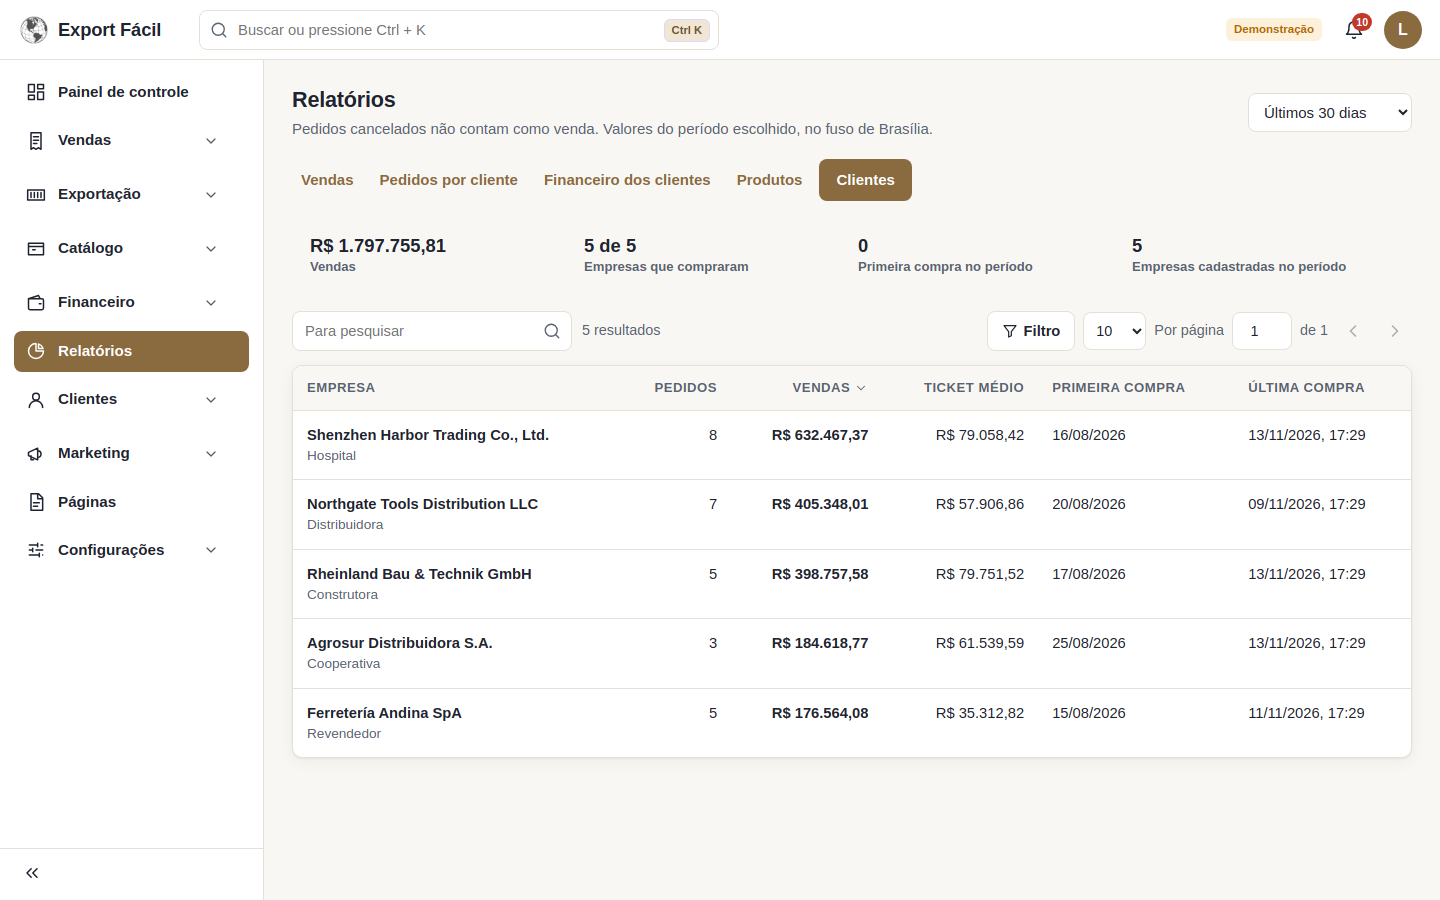 Export Fácil
Buscar ou pressione Ctrl + K
Ctrl K
Demonstração
10
L
Painel de controle
Vendas
Exportação
Catálogo
Financeiro
Relatórios
Clientes
Marketing
Páginas
Configurações
Relatórios
Pedidos cancelados não contam como venda. Valores do período escolhido, no fuso de Brasília.
Últimos 30 dias
Vendas
Pedidos por cliente
Financeiro dos clientes
Produtos
Clientes
R$ 1.797.755,81
Vendas
5 de 5
Empresas que compraram
0
Primeira compra no período
5
Empresas cadastradas no período
Para pesquisar
5 resultados
Filtro
10
Por página
1
de 1
EMPRESA PEDIDOS VENDAS TICKET MÉDIO PRIMEIRA COMPRA ÚLTIMA COMPRA
Shenzhen Harbor Trading Co., Ltd. 8 R$ 632.467,37 R$ 79.058,42 16/08/2026 13/11/2026, 17:29
Hospital
Northgate Tools Distribution LLC 7 R$ 405.348,01 R$ 57.906,86 20/08/2026 09/11/2026, 17:29
Distribuidora
Rheinland Bau & Technik GmbH 5 R$ 398.757,58 R$ 79.751,52 17/08/2026 13/11/2026, 17:29
Construtora
Agrosur Distribuidora S.A. 3 R$ 184.618,77 R$ 61.539,59 25/08/2026 13/11/2026, 17:29
Cooperativa
Ferretería Andina SpA 5 R$ 176.564,08 R$ 35.312,82 15/08/2026 11/11/2026, 17:29
Revendedor